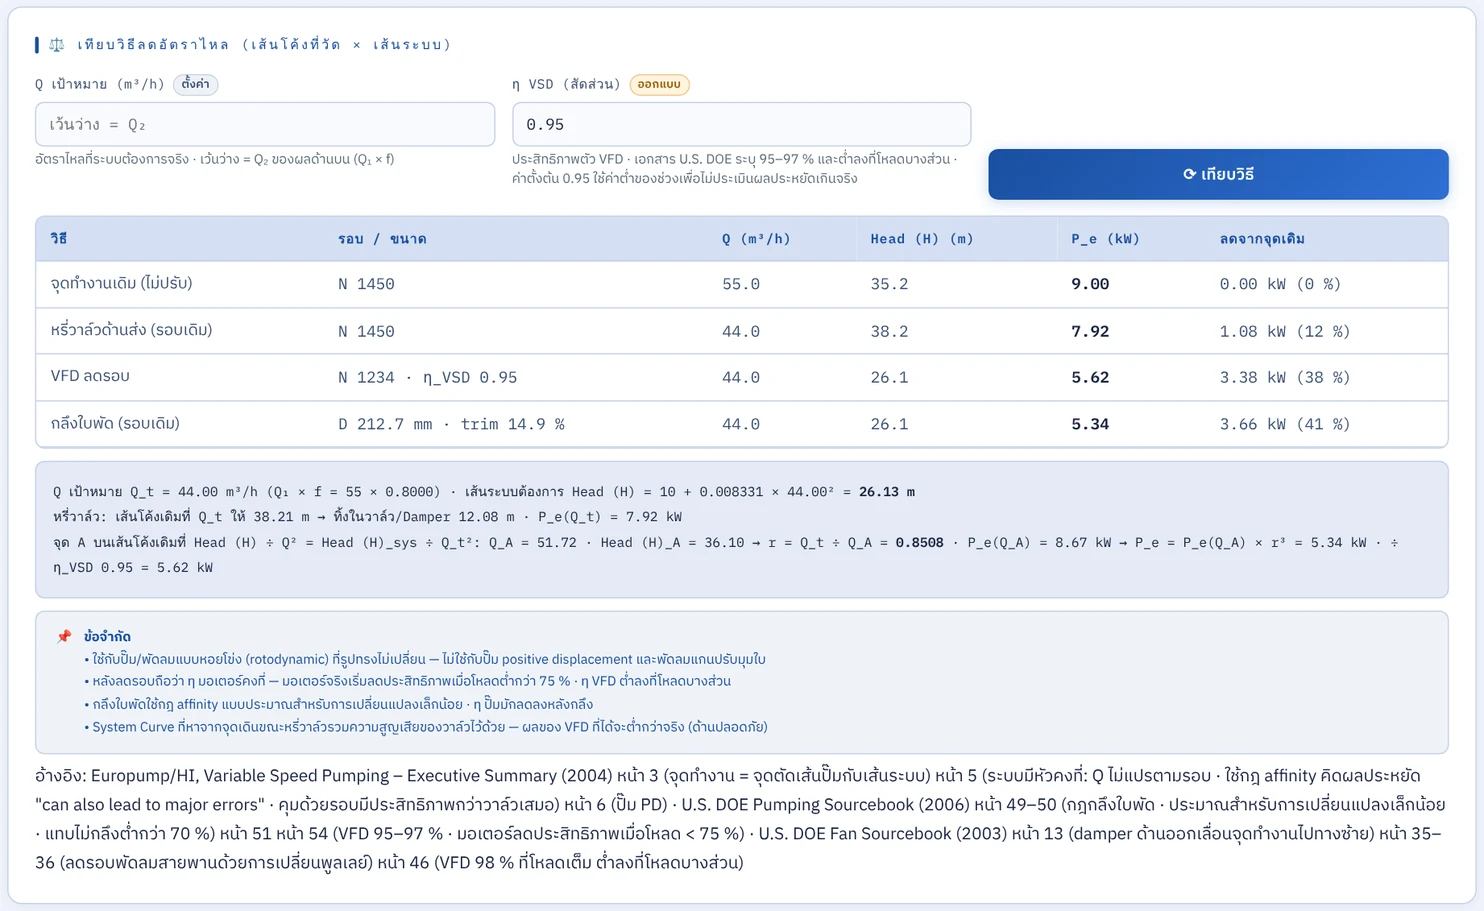 ⚖️ เทียบวิธีลดอัตราไหล (เส้นโค้งที่วัด × เส้นระบบ)
Q เป้าหมาย (m³/h) ตั้งค่า
η VSD (สัดส่วน) ออกแบบ
เว้นว่าง = Q₂
0.95
อัตราไหลที่ระบบต้องการจริง · เว้นว่าง = Q₂ ของผลด้านบน (Q₁ × f)
ประสิทธิภาพตัว VFD · เอกสาร U.S. DOE ระบุ 95–97 % และต่ำลงที่โหลดบางส่วน ·
ค่าตั้งต้น 0.95 ใช้ค่าต่ำของช่วงเพื่อไม่ประเมินผลประหยัดเกินจริง
⟳ เทียบวิธี
วิธี รอบ / ขนาด Q (m³/h) Head (H) (m) P_e (kW) ลดจากจุดเดิม
จุดทำงานเดิม (ไม่ปรับ) N 1450 55.0 35.2 9.00 0.00 kW (0 %)
หรี่วาล์วด้านส่ง (รอบเดิม) N 1450 44.0 38.2 7.92 1.08 kW (12 %)
VFD ลดรอบ N 1234 · η_VSD 0.95 44.0 26.1 5.62 3.38 kW (38 %)
กลึงใบพัด (รอบเดิม) D 212.7 mm · trim 14.9 % 44.0 26.1 5.34 3.66 kW (41 %)
Q เป้าหมาย Q_t = 44.00 m³/h (Q₁ × f = 55 × 0.8000) · เส้นระบบต้องการ Head (H) = 10 + 0.008331 × 44.00² = 26.13 m
หรี่วาล์ว: เส้นโค้งเดิมที่ Q_t ให้ 38.21 m → ทิ้งในวาล์ว/Damper 12.08 m · P_e(Q_t) = 7.92 kW
จุด A บนเส้นโค้งเดิมที่ Head (H) ÷ Q² = Head (H)_sys ÷ Q_t²: Q_A = 51.72 · Head (H)_A = 36.10 → r = Q_t ÷ Q_A = 0.8508 · P_e(Q_A) = 8.67 kW → P_e = P_e(Q_A) × r³ = 5.34 kW · ÷
η_VSD 0.95 = 5.62 kW
📌 ข้อจำกัด
• ใช้กับปั๊ม/พัดลมแบบหอยโข่ง (rotodynamic) ที่รูปทรงไม่เปลี่ยน — ไม่ใช้กับปั๊ม positive displacement และพัดลมแกนปรับมุมใบ
• หลังลดรอบถือว่า η มอเตอร์คงที่ — มอเตอร์จริงเริ่มลดประสิทธิภาพเมื่อโหลดต่ำกว่า 75 % · η VFD ต่ำลงที่โหลดบางส่วน
• กลึงใบพัดใช้กฎ affinity แบบประมาณสำหรับการเปลี่ยนแปลงเล็กน้อย · η ปั๊มมักลดลงหลังกลึง
• System Curve ที่หาจากจุดเดินขณะหรี่วาล์วรวมความสูญเสียของวาล์วไว้ด้วย — ผลของ VFD ที่ได้จะต่ำกว่าจริง (ด้านปลอดภัย)
อ้างอิง: Europump/HI, Variable Speed Pumping – Executive Summary (2004) หน้า 3 (จุดทำงาน = จุดตัดเส้นปั๊มกับเส้นระบบ) หน้า 5 (ระบบมีหัวคงที่: Q ไม่แปรตามรอบ · ใช้กฎ affinity คิดผลประหยัด
"can also lead to major errors" · คุมด้วยรอบมีประสิทธิภาพกว่าวาล์วเสมอ) หน้า 6 (ปั๊ม PD) · U.S. DOE Pumping Sourcebook (2006) หน้า 49–50 (กฎกลึงใบพัด · ประมาณสำหรับการเปลี่ยนแปลงเล็กน้อย
· แทบไม่กลึงต่ำกว่า 70 %) หน้า 51 หน้า 54 (VFD 95–97 % · มอเตอร์ลดประสิทธิภาพเมื่อโหลด < 75 %) · U.S. DOE Fan Sourcebook (2003) หน้า 13 (damper ด้านออกเลื่อนจุดทำงานไปทางซ้าย) หน้า 35–
36 (ลดรอบพัดลมสายพานด้วยการเปลี่ยนพูลเลย์) หน้า 46 (VFD 98 % ที่โหลดเต็ม ต่ำลงที่โหลดบางส่วน)